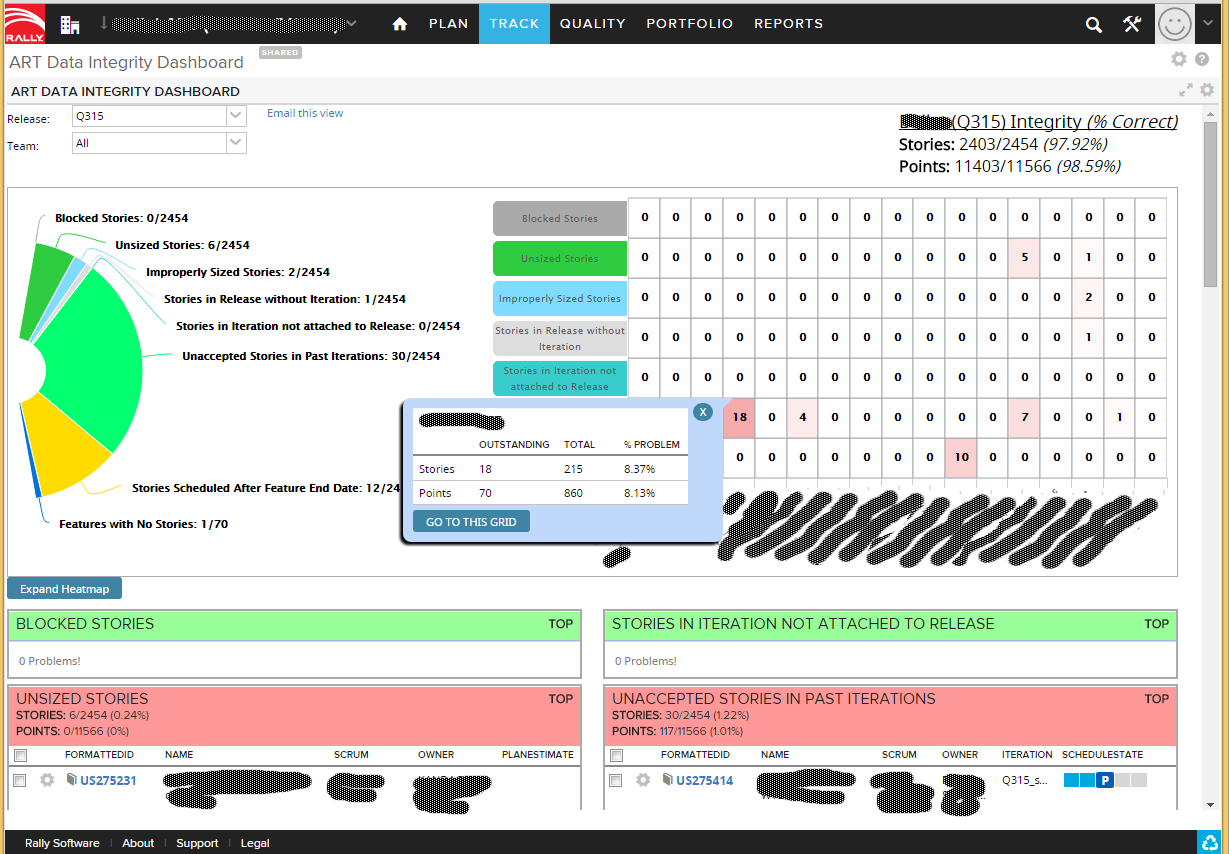 RALLY
PLAN TRACK QUALITY PORTFOLIO REPORTS
ART Data Integrity Dashboard SHARED
ART DATA INTEGRITY DASHBOARD
Release: Q315 Email this view
Team: All
(Q315) Integrity (% Correct)
Stories: 2403/2454 (97.92%)
Points: 11403/11566 (98.59%)
Blocked Stories: 0/2454
Unsized Stories: 6/2454
Improperly Sized Stories: 2/2454
Stories in Release without Iteration: 1/2454
Stories in Iteration not attached to Release: 0/2454
Unaccepted Stories in Past Iterations: 30/2454
Stories Scheduled After Feature End Date: 12/24
Features with No Stories: 1/70
Blocked Stories 0 0 0 0 0 0 0 0 0 0 0 0 0 0 0 0 0
Unsized Stories 0 0 0 0 0 0 0 0 0 0 0 0 5 0 1 0 0
Improperly Sized Stories 0 0 0 0 0 0 0 0 0 0 0 0 0 0 2 0 0
Stories in Release without
Iteration 0 0 0 0 0 0 0 0 0 0 0 0 0 0 1 0 0
Stories in Iteration not
attached to Release 0 0 0 0 0 0 0 0 0 0 0 0 0 0 0 0 0
18 0 4 0 0 0 0 0 0 7 0 0 1 0
0 0 0 0 0 0 0 10 0 0 0 0 0 0
X
OUTSTANDING TOTAL % PROBLEM
Stories 18 215 8.37%
Points 70 860 8.13%
GO TO THIS GRID
Expand Heatmap
BLOCKED STORIES TOP
0 Problems!
STORIES IN ITERATION NOT ATTACHED TO RELEASE TOP
0 Problems!
UNSIZED STORIES TOP
STORIES: 6/2454 (0.24%)
POINTS: 0/11566 (0%)
FORMATTEDID NAME SCRUM OWNER PLANESTIMATE
US275231
UNACCEPTED STORIES IN PAST ITERATIONS TOP
STORIES: 30/2454 (1.22%)
POINTS: 117/11566 (1.01%)
FORMATTEDID NAME SCRUM OWNER ITERATION SCHEDULESTATE
US275414 Q315_s... P
Rally Software About Support Legal